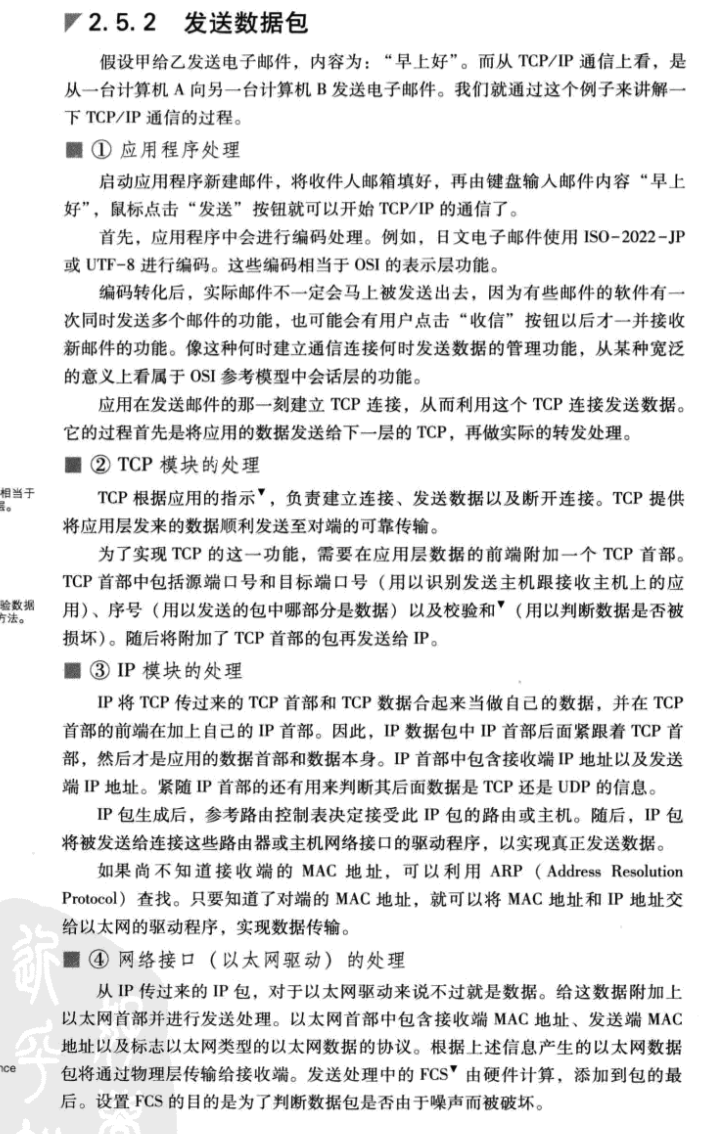 2.5.2 发送数据包
假设甲给乙发送电子邮件，内容为：“早上好”。而从 TCP/IP 通信上看，是
从一台计算机 A 向另一台计算机 B 发送电子邮件。我们就通过这个例子来讲解一
下 TCP/IP 通信的过程。
■ ① 应用程序处理
启动应用程序新建邮件，将收件人邮箱填好，再由键盘输入邮件内容“早上
好”，鼠标点击“发送”按钮就可以开始 TCP/IP 的通信了。
首先，应用程序中会进行编码处理。例如，日文电子邮件使用 ISO-2022-JP
或 UTF-8 进行编码。这些编码相当于 OSI 的表示层功能。
编码转化后，实际邮件不一定会马上被发送出去，因为有些邮件的软件有一
次同时发送多个邮件的功能，也可能会有用户点击“收信”按钮以后才一并接收
新邮件的功能。像这种何时建立通信连接何时发送数据的管理功能，从某种宽泛
的意义上看属于 OSI 参考模型中会话层的功能。
应用在发送邮件的那一刻建立 TCP 连接，从而利用这个 TCP 连接发送数据。
它的过程首先是将应用的数据发送给下一层的 TCP，再做实际的转发处理。
■ ② TCP 模块的处理
相当于
层。
TCP 根据应用的指示▼，负责建立连接、发送数据以及断开连接。TCP 提供
将应用层发来的数据顺利发送至对端的可靠传输。
为了实现 TCP 的这一功能，需要在应用层数据的前端附加一个 TCP 首部。
TCP 首部中包括源端口号和目标端口号（用以识别发送主机跟接收主机上的应
验数据
方法。
用）、序号（用以发送的包中哪部分是数据）以及校验和▼（用以判断数据是否被
损坏）。随后将附加了 TCP 首部的包再发送给 IP。
■ ③ IP 模块的处理
IP 将 TCP 传过来的 TCP 首部和 TCP 数据合起来当做自己的数据，并在 TCP
首部的前端在加上自己的 IP 首部。因此，IP 数据包中 IP 首部后面紧跟着 TCP 首
部，然后才是应用的数据首部和数据本身。IP 首部中包含接收端 IP 地址以及发送
端 IP 地址。紧随 IP 首部的还有用来判断其后面数据是 TCP 还是 UDP 的信息。
IP 包生成后，参考路由控制表决定接受此 IP 包的路由或主机。随后，IP 包
将被发送给连接这些路由器或主机网络接口的驱动程序，以实现真正发送数据。
如果尚不知道接收端的 MAC 地址，可以利用 ARP（Address Resolution
Protocol）查找。只要知道了对端的 MAC 地址，就可以将 MAC 地址和 IP 地址交
给以太网的驱动程序，实现数据传输。
■ ④ 网络接口（以太网驱动）的处理
从 IP 传过来的 IP 包，对于以太网驱动来说不过就是数据。给这数据附加上
以太网首部并进行发送处理。以太网首部中包含接收端 MAC 地址、发送端 MAC
地址以及标志以太网类型的以太网数据的协议。根据上述信息产生的以太网数据
nce
包将通过物理层传输给接收端。发送处理中的 FCS▼ 由硬件计算，添加到包的最
后。设置 FCS 的目的是为了判断数据包是否由于噪声而被破坏。